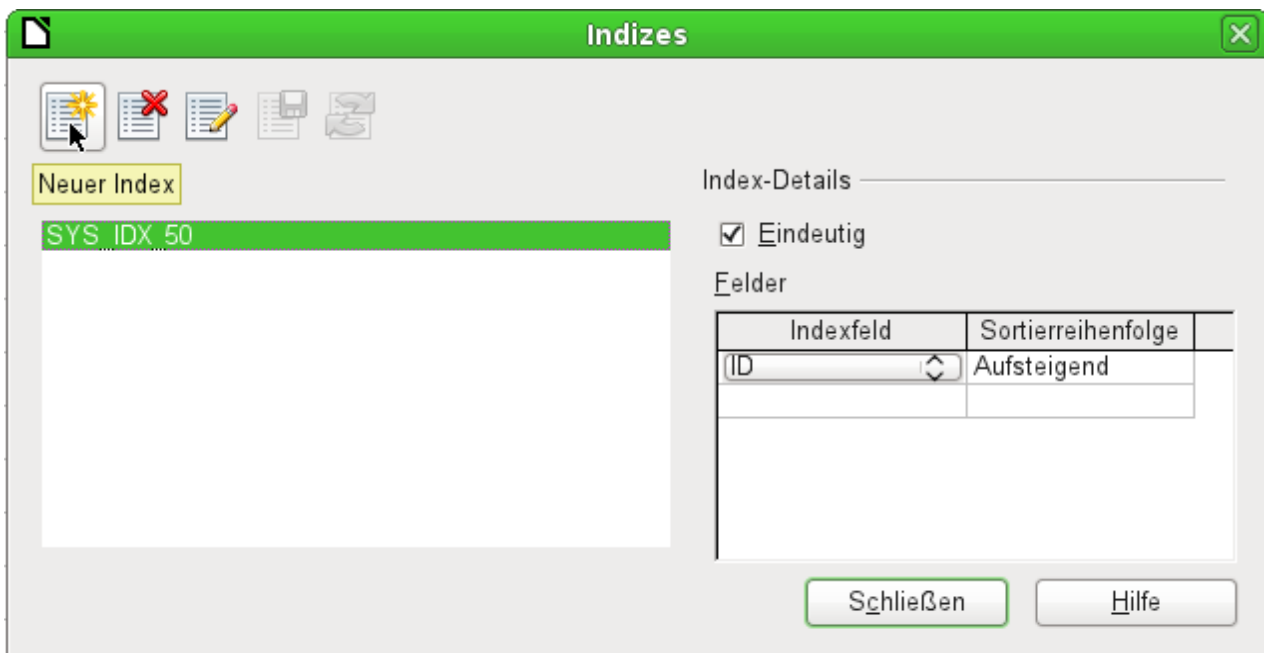 Indizes
Neuer Index
SYS_IDX_50
Index-Details
Eindeutig
Felder
Indexfeld Sortierreihenfolge
ID Aufsteigend
Schließen Hilfe